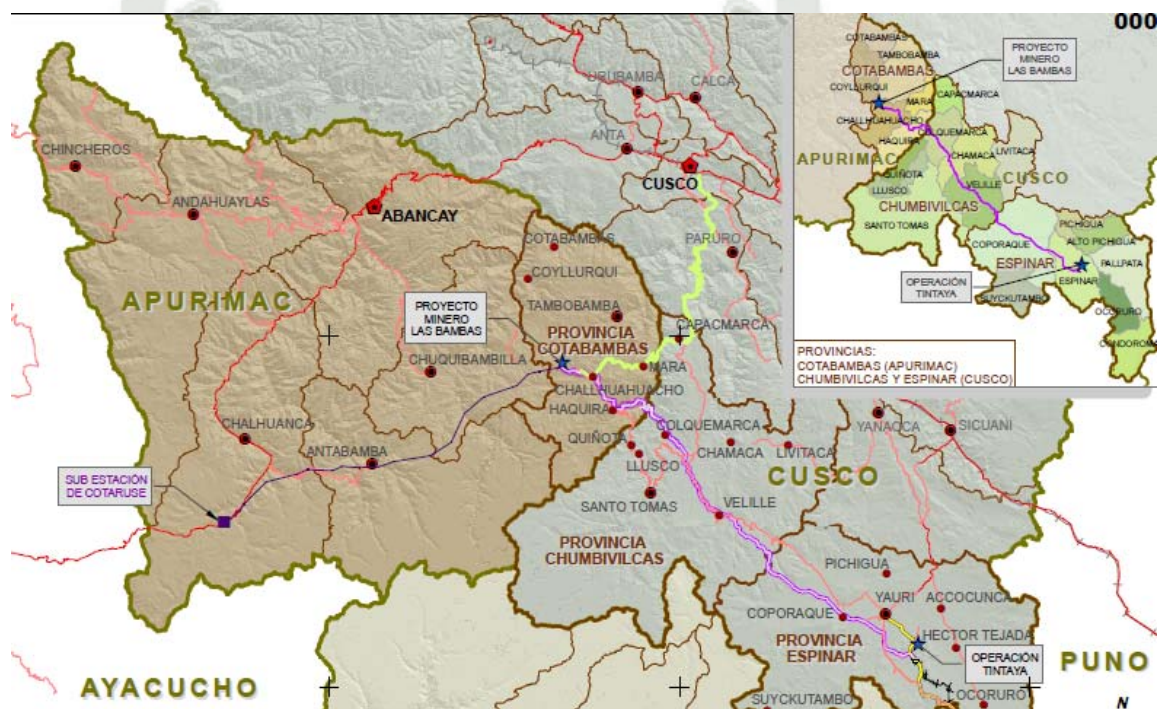 000
COTABAMBAS
TAMBOBAMBA
COTABAMBAS
COYLLURQUI
MARA
CAPACMARCA
CHALLHUAHUACHO
COLQUEMARCA
HAQUIRA
CHAMACA
LIVITACA
APURIMAC
QUIÑOTA
CUSCO
LLUSCO
VELILLE
CHUMBIVILCAS
SANTO TOMAS
PICHIGUA
COPORAQUE
ALTO PICHIGUA
ESPINAR
PALLPATA
ESPINAR
SUYCKUTAMBO
OCORURO
CONDOROMA
PROYECTO
MINERO
LAS BAMBAS
OPERACIÓN
TINTAYA
PROVINCIAS:
COTABAMBAS (APURIMAC)
CHUMBIVILCAS Y ESPINAR (CUSCO)
URUBAMBA
CALCA
ANTA
CHINCHEROS
CUSCO
ANDAHUAYLAS
ABANCAY
COTABAMBAS
PARURO
COYLLURQUI
APURIMAC
PROYECTO
MINERO
LAS BAMBAS
TAMBOBAMBA
PROVINCIA
COTABAMBAS
CAPACMARCA
CHUQUIBAMBILLA
MARA
CHALLHUAHUACHO
HAQUIRA
YANAOCA
SICUANI
CHALHUANCA
QUIÑOTA
COLQUEMARCA
CHAMACA
LIVITACA
ANTABAMBA
LLUSCO
CUSCO
SUB ESTACIÓN
DE COTARUSE
SANTO TOMAS
VELILLE
PROVINCIA
CHUMBIVILCAS
PICHIGUA
YAURI
ACCOCUNCA
COPORAQUE
HECTOR TEJADA
PROVINCIA
ESPINAR
OPERACIÓN
TINTAYA
PUNO
AYACUCHO
SUYCKUTAMBO
OCORURO
N